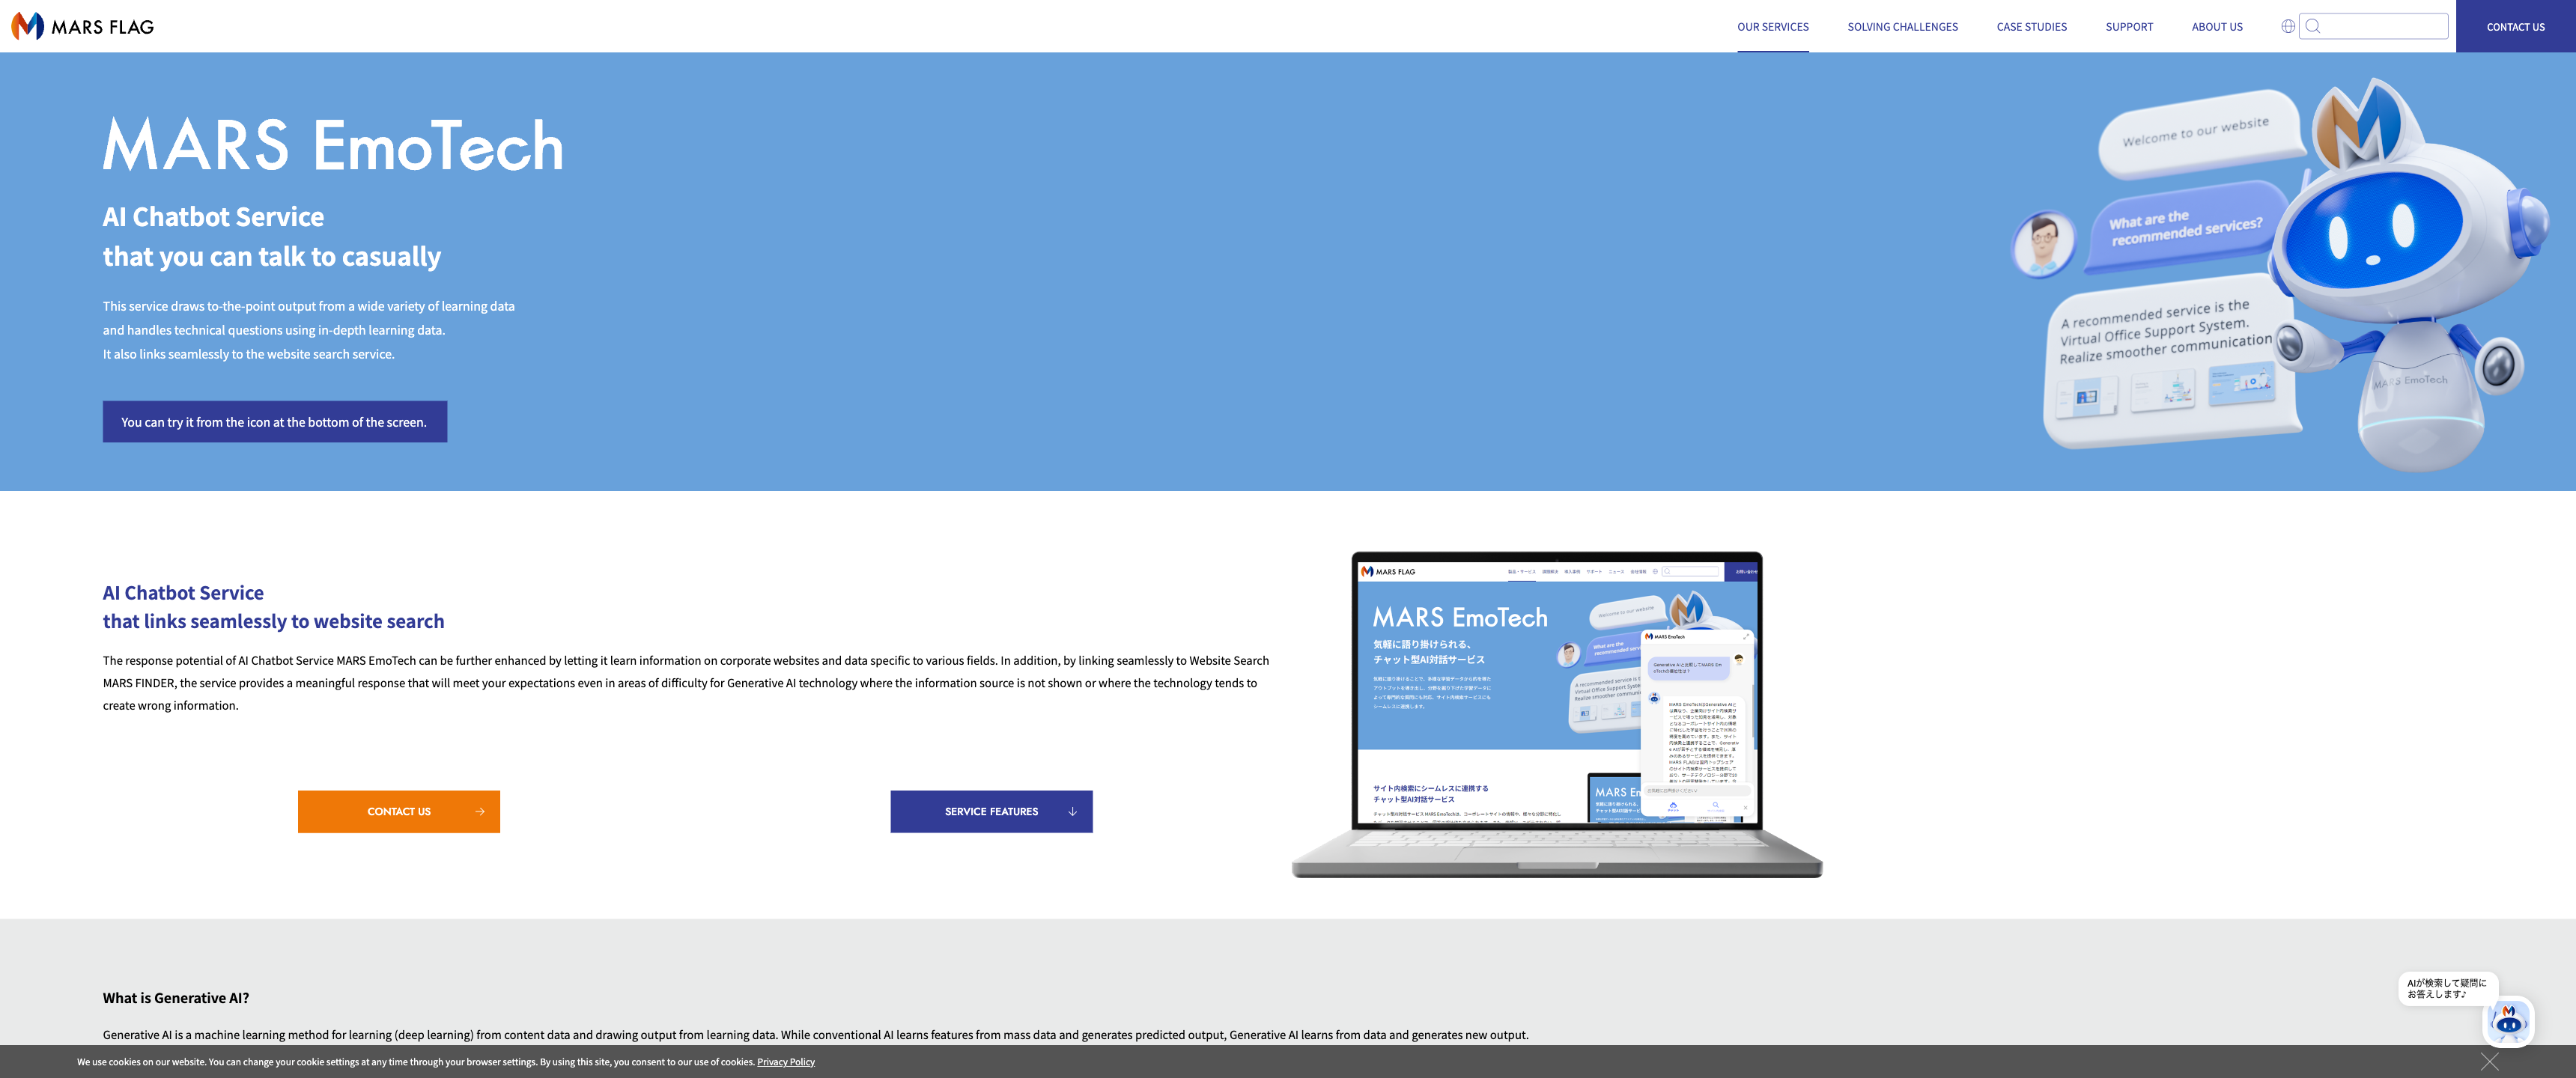 MARS FLAG
OUR SERVICES
SOLVING CHALLENGES
CASE STUDIES
SUPPORT
ABOUT US
CONTACT US
MARS EmoTech
AI Chatbot Service
that you can talk to casually
This service draws to-the-point output from a wide variety of learning data
and handles technical questions using in-depth learning data.
It also links seamlessly to the website search service.
You can try it from the icon at the bottom of the screen.
Welcome to our website
What are the
recommended services?
A recommended service is the
Virtual Office Support System.
Realize smoother communication
MARS EmoTech
AI Chatbot Service
that links seamlessly to website search
The response potential of AI Chatbot Service MARS EmoTech can be further enhanced by letting it learn information on corporate websites and data specific to various fields. In addition, by linking seamlessly to Website Search
MARS FINDER, the service provides a meaningful response that will meet your expectations even in areas of difficulty for Generative AI technology where the information source is not shown or where the technology tends to
create wrong information.
CONTACT US
SERVICE FEATURES
MARS FLAG
MARS EmoTech
気軽に語り掛けられる、
チャット型AI対話サービス
Welcome to our website
MARS EmoTech
サイト内検索にシームレスに連携する
チャット型AI対話サービス
What is Generative AI?
Generative AI is a machine learning method for learning (deep learning) from content data and drawing output from learning data. While conventional AI learns features from mass data and generates predicted output, Generative AI learns from data and generates new output.
AIが検索して疑問に
お答えします♪
We use cookies on our website. You can change your cookie settings at any time through your browser settings. By using this site, you consent to our use of cookies. Privacy Policy